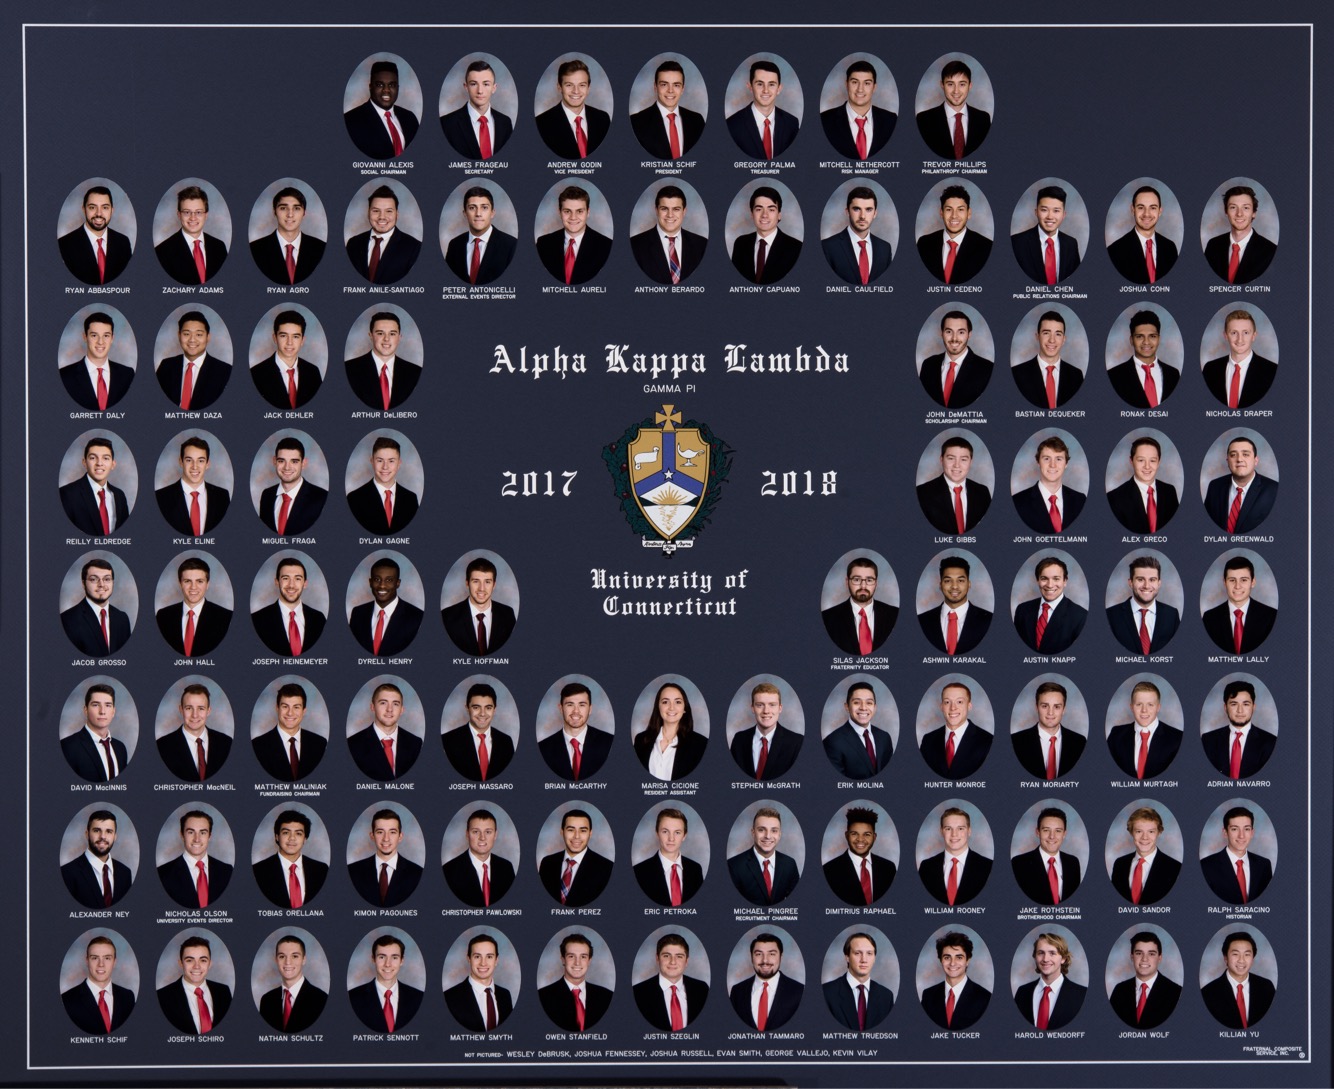 GIOVANNI ALEXIS JAMES FRAGEAU ANDREW GODIN KRISTIAN SCHIF GREGORY PALMA MITCHELL NETHERCOTT TREVOR PHILLIPS
SOCIAL CHAIRMAN SECRETARY VICE PRESIDENT PRESIDENT TREASURER RISK MANAGER PHILANTHROPY CHAIRMAN
RYAN ABBASPOUR ZACHARY ADAMS RYAN AGRO FRANK ANILE-SANTIAGO PETER ANTONICELLI MITCHELL AURELI ANTHONY BERARDO ANTHONY CAPUANO DANIEL CAULFIELD JUSTIN CEDENO DANIEL CHEN JOSHUA COHN SPENCER CURTIN
EXTERNAL EVENTS DIRECTOR PUBLIC RELATIONS CHAIRMAN
Alpha Kappa Lambda
GAMMA PI
GARRETT DALY MATTHEW DAZA JACK DEHLER ARTHUR DeLIBERO JOHN DeMATTIA BASTIAN DEQUEKER RONAK DESAI NICHOLAS DRAPER
SCHOLARSHIP CHAIRMAN
2017 2018
REILLY ELDREDGE KYLE ELINE MIGUEL FRAGA DYLAN GAGNE LUKE GIBBS JOHN GOETTELMANN ALEX GRECO DYLAN GREENWALD
University of
Connecticut
JACOB GROSSO JOHN HALL JOSEPH HEINEMEYER DYRELL HENRY KYLE HOFFMAN SILAS JACKSON ASHWIN KARAKAL AUSTIN KNAPP MICHAEL KORST MATTHEW LALLY
FRATERNITY EDUCATOR
DAVID MacINNIS CHRISTOPHER MacNEIL MATTHEW MALINIAK DANIEL MALONE JOSEPH MASSARO BRIAN McCARTHY MARISA CICIONE STEPHEN McGRATH ERIK MOLINA HUNTER MONROE RYAN MORIARTY WILLIAM MURTAGH ADRIAN NAVARRO
FUNDRAISING CHAIRMAN RESIDENT ASSISTANT
ALEXANDER NEY NICHOLAS OLSON TOBIAS ORELLANA KIMON PAGOUNES CHRISTOPHER PAWLOWSKI FRANK PEREZ ERIC PETROKA MICHAEL PINGREE DIMITRIUS RAPHAEL WILLIAM ROONEY JAKE ROTHSTEIN DAVID SANDOR RALPH SARACINO
UNIVERSITY EVENTS DIRECTOR RECRUITMENT CHAIRMAN BROTHERHOOD CHAIRMAN HISTORIAN
KENNETH SCHIF JOSEPH SCHIRO NATHAN SCHULTZ PATRICK SENNOTT MATTHEW SMYTH OWEN STANFIELD JUSTIN SZEGLIN JONATHAN TAMMARO MATTHEW TRUEDSON JAKE TUCKER HAROLD WENDORFF JORDAN WOLF KILLIAN YU
NOT PICTURED- WESLEY DeBRUSK, JOSHUA FENNESSEY, JOSHUA RUSSELL, EVAN SMITH, GEORGE VALLEJO, KEVIN VILAY
FRATERNAL COMPOSITE
SERVICE, INC. ®